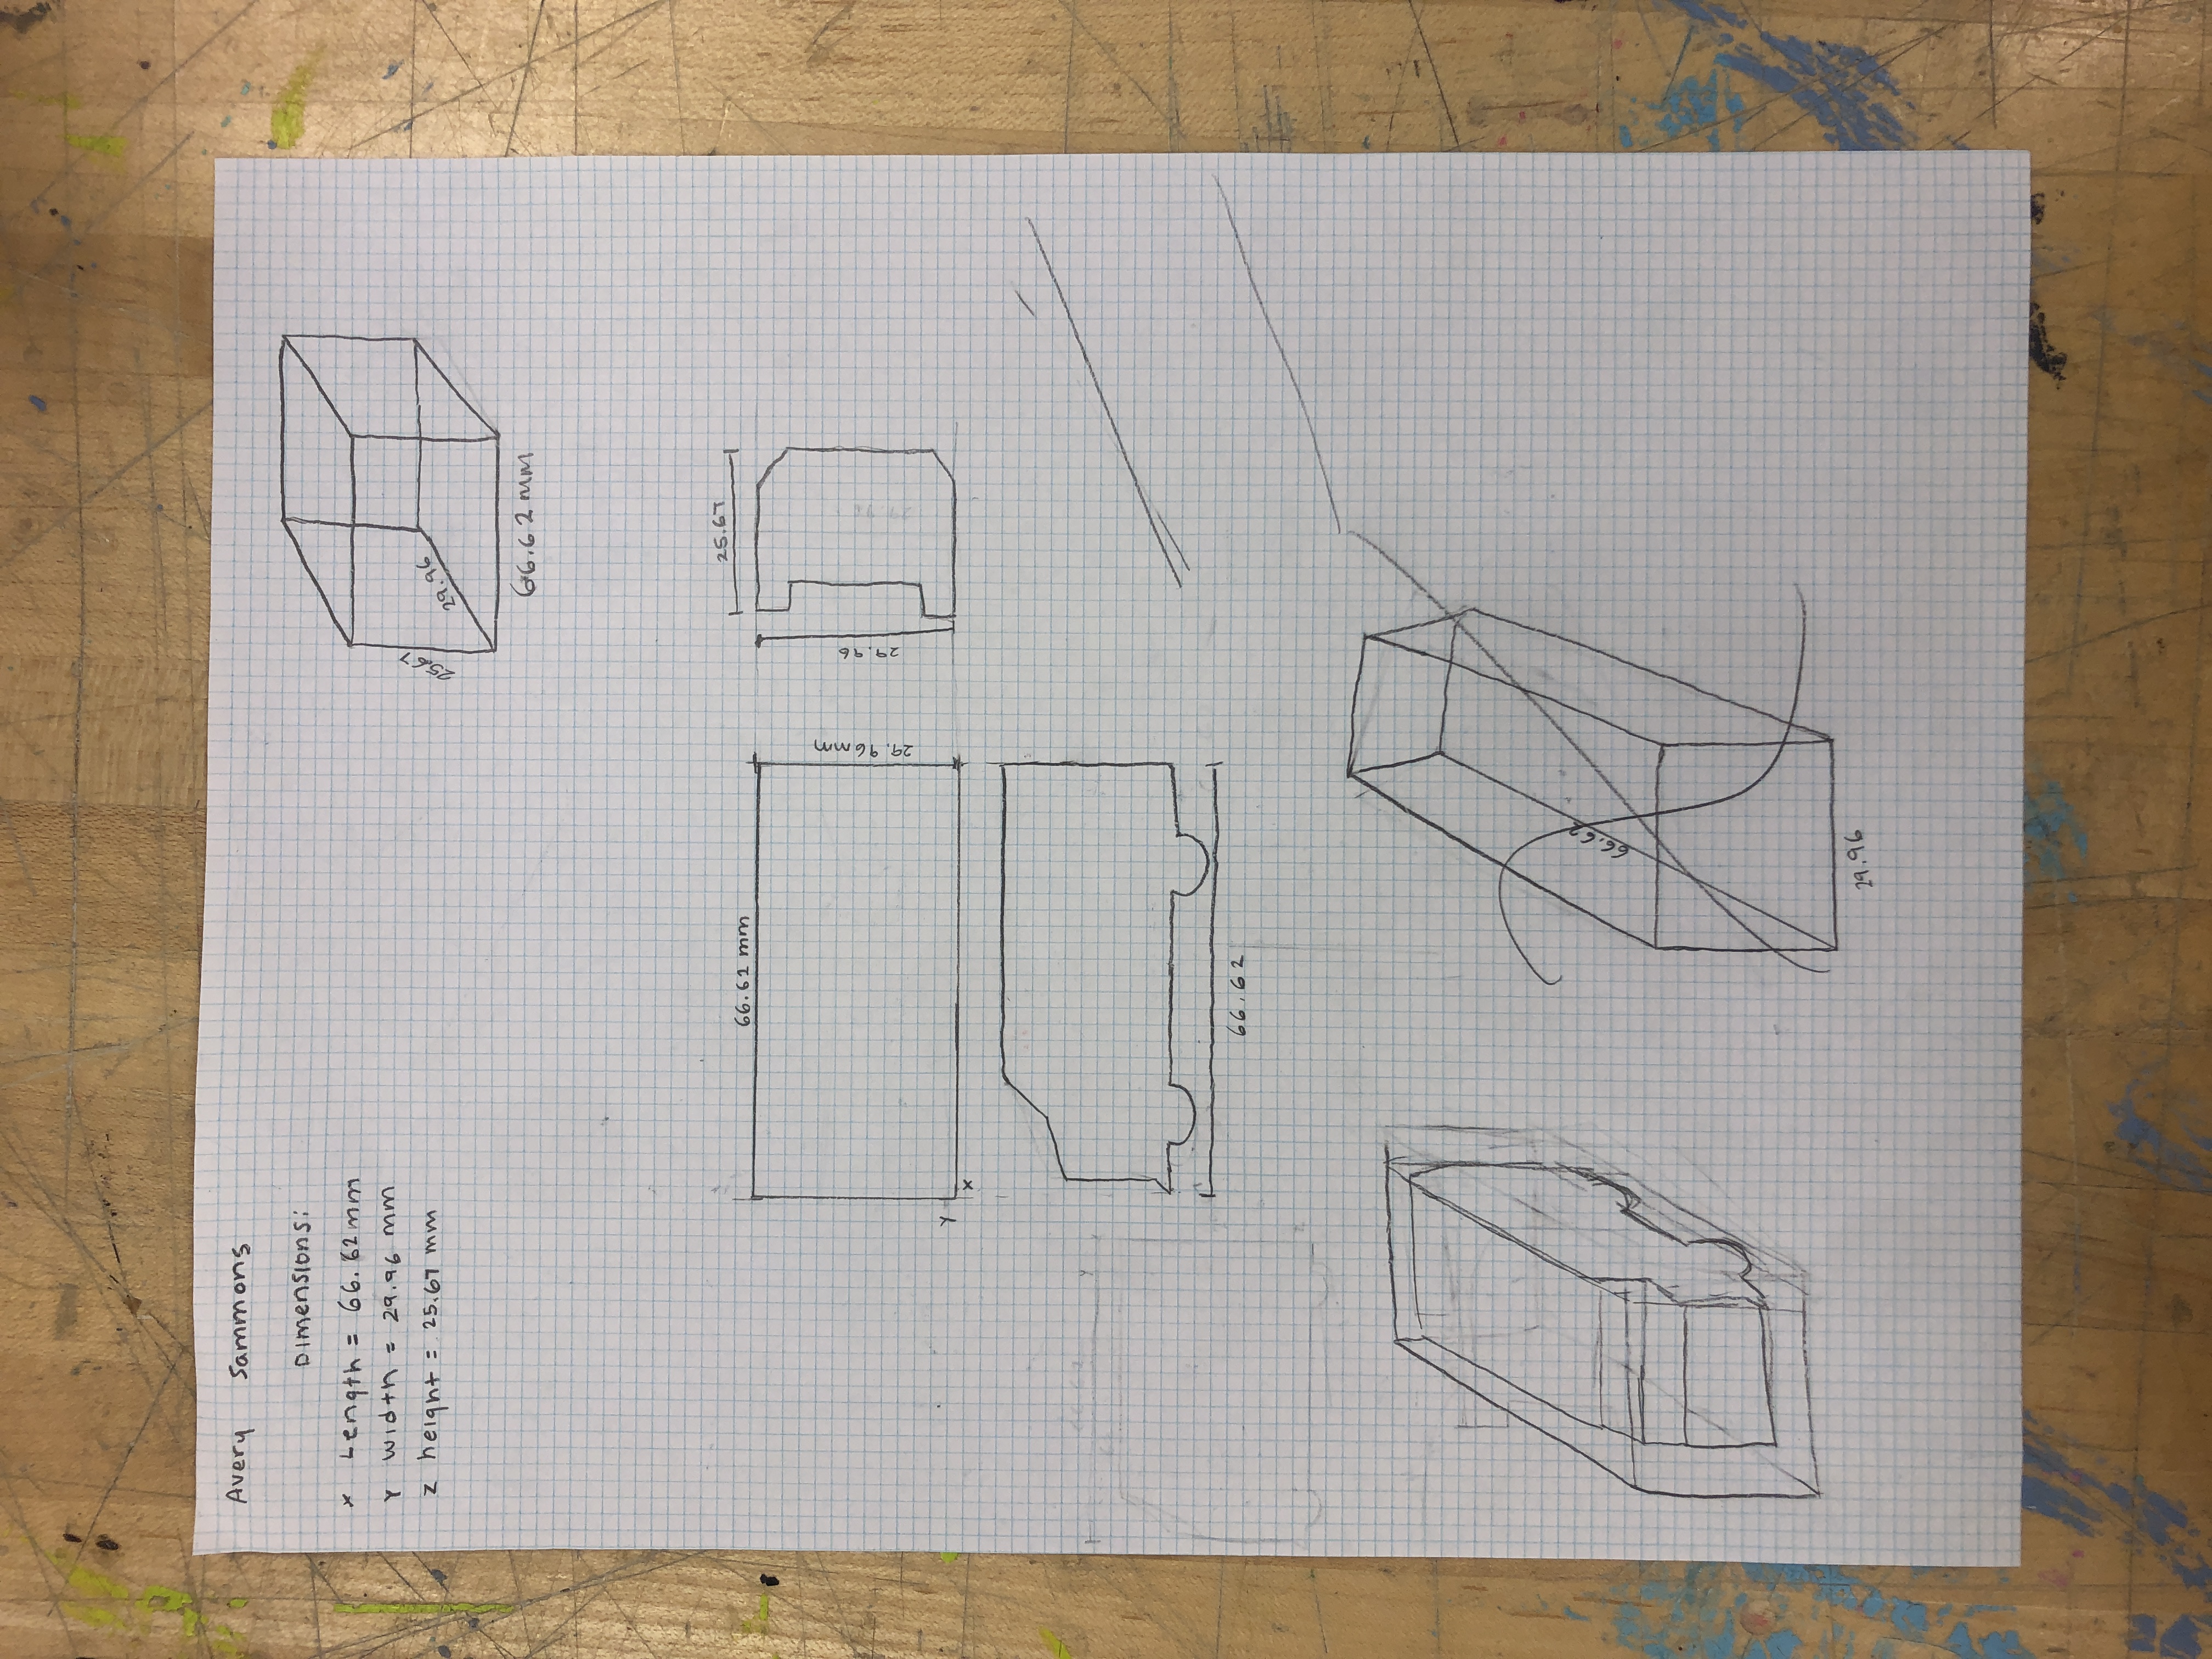 Avery Sammons
Dimensions:
X Length = 66.62 mm
Y width = 29.96 mm
Z height = 25.67 mm
25.67
29.96
66.62 mm
66.62 mm
25.67
29.96 mm
29.96
Y
X
66.62
66.62
29.96